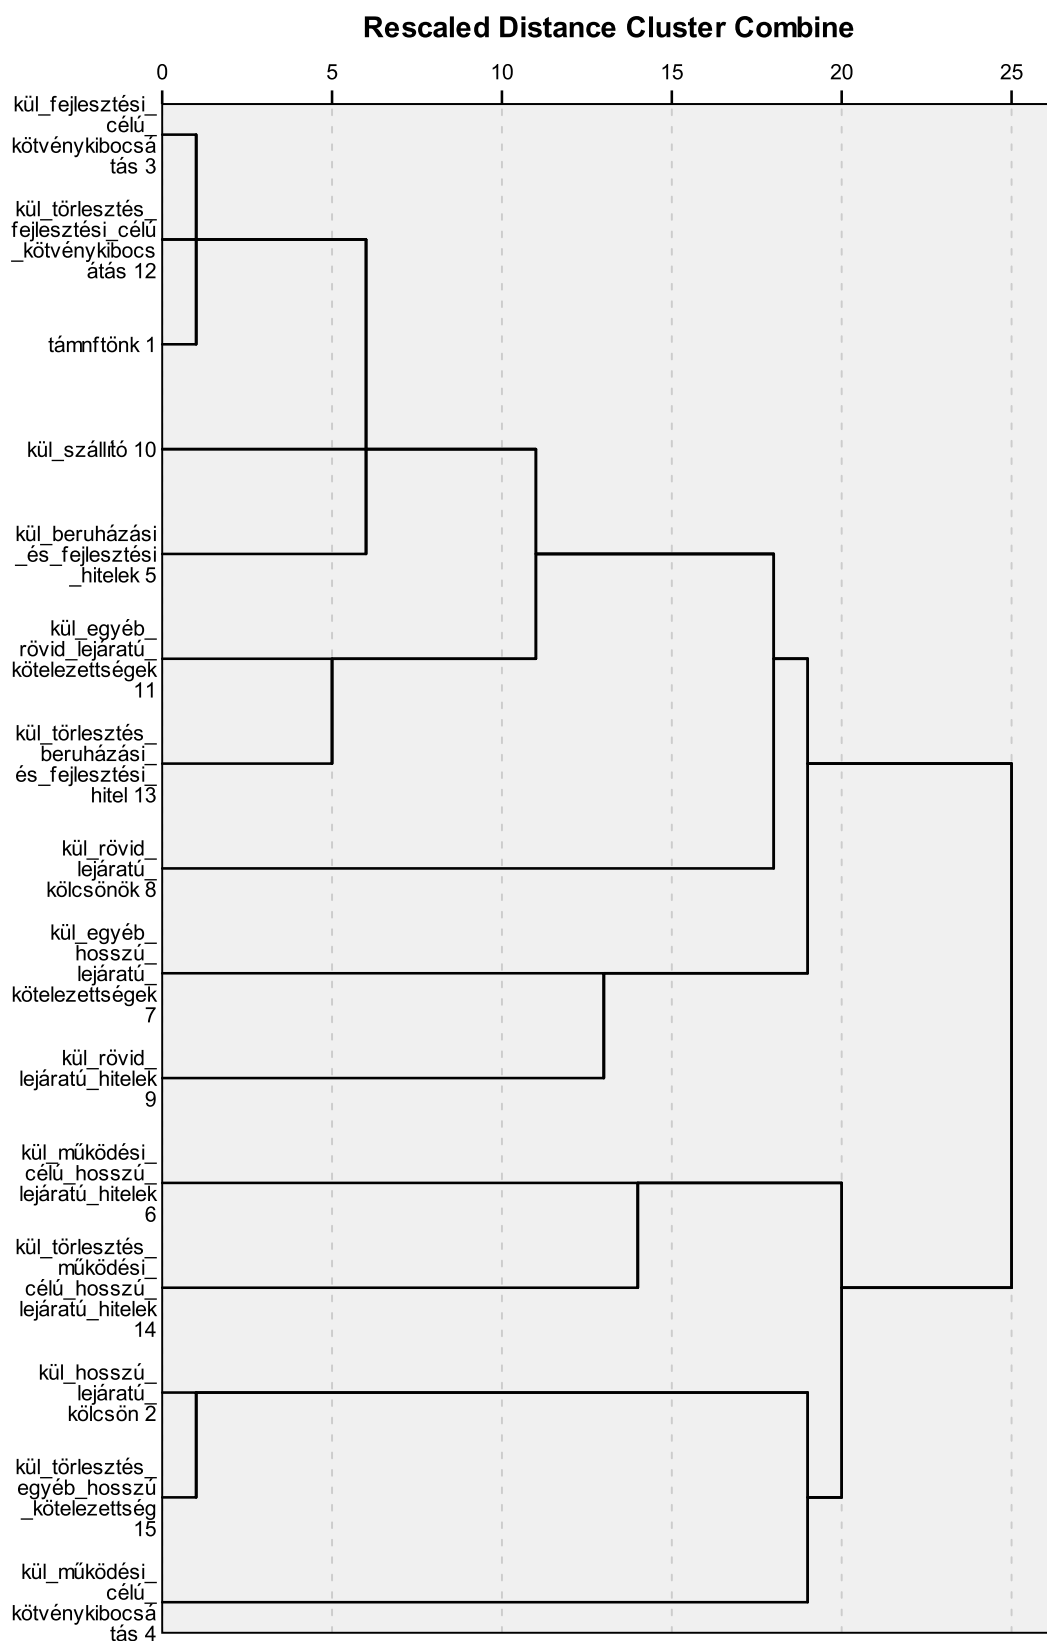 Rescaled Distance Cluster Combine
0 5 10 15 20 25
kül_fejlesztési_
célú_
kötvénykibocsá
tás 3
kül_törlesztés_
fejlesztési_célú
_kötvénykibocs
átás 12
támnftönk 1
kül_szállító 10
kül_beruházási
_és_fejlesztési
_hitelek 5
kül_egyéb_
rövid_lejáratú_
kötelezettségek
11
kül_törlesztés_
beruházási_
és_fejlesztési_
hitel 13
kül_rövid_
lejáratú_
kölcsönök 8
kül_egyéb_
hosszú_
lejáratú_
kötelezettségek
7
kül_rövid_
lejáratú_hitelek
9
kül_működési_
célú_hosszú_
lejáratú_hitelek
6
kül_törlesztés_
működési_
célú_hosszú_
lejáratú_hitelek
14
kül_hosszú_
lejáratú_
kölcsön 2
kül_törlesztés_
egyéb_hosszú
_kötelezettség
15
kül_működési_
célú_
kötvénykibocsá
tás 4